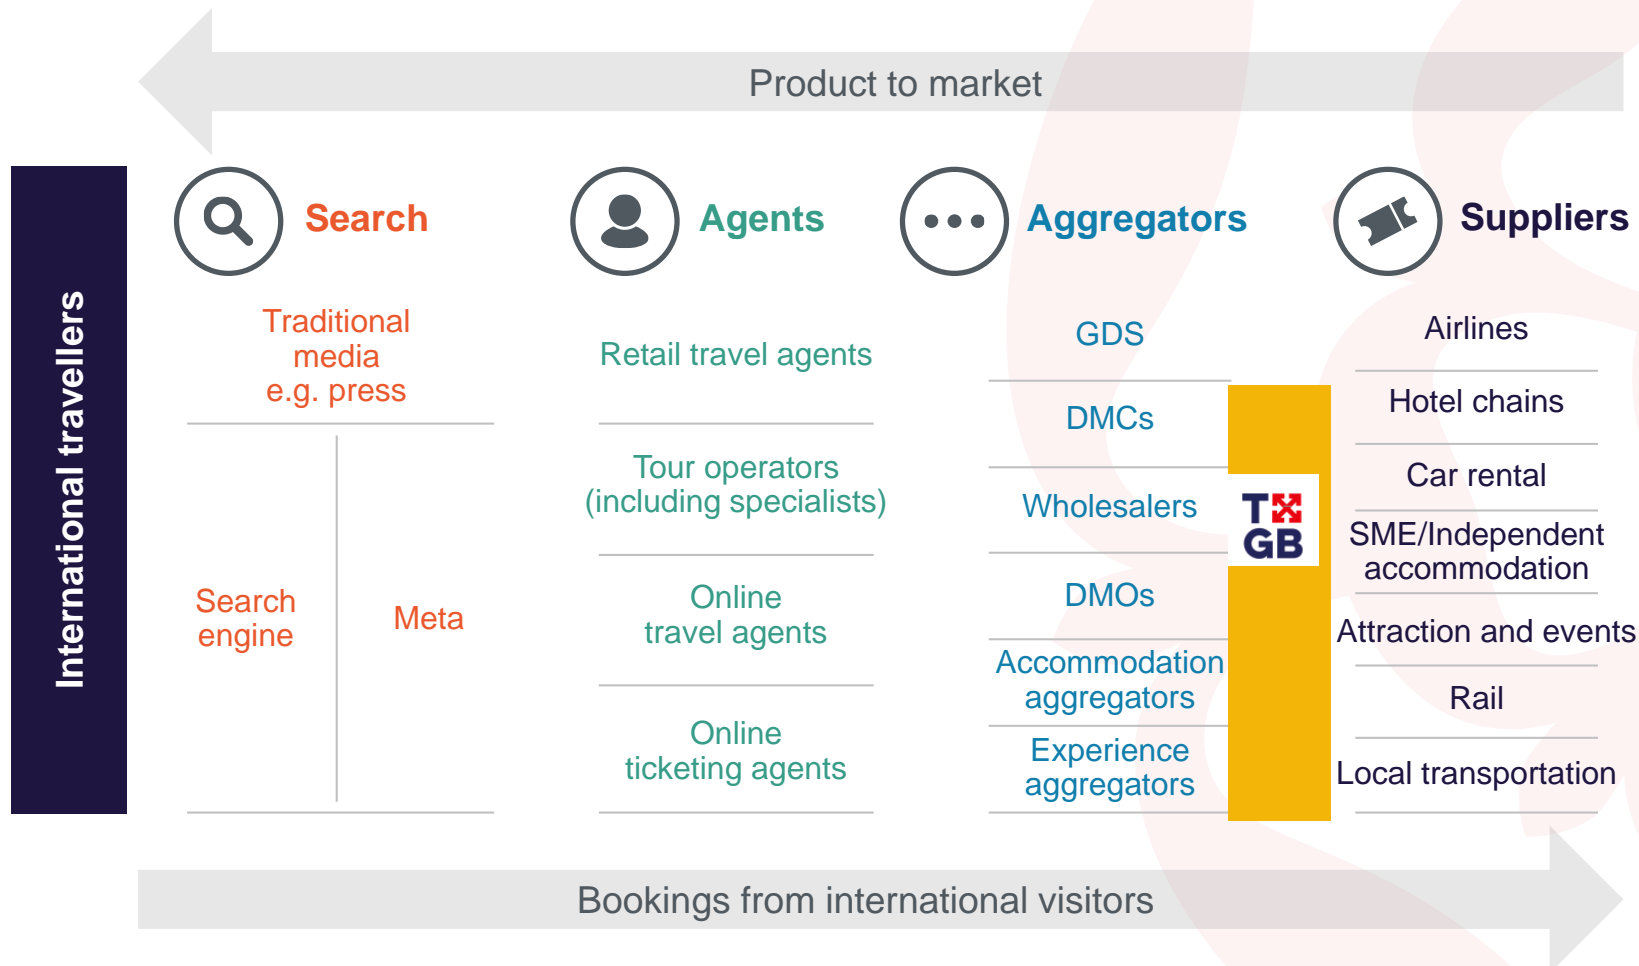 Product to market
International travellers
Search
Traditional
media
e.g. press
Search
engine
Meta
Agents
Retail travel agents
Tour operators
(including specialists)
Online
travel agents
Online
ticketing agents
Aggregators
GDS
DMCs
Wholesalers
DMOs
Accommodation
aggregators
Experience
aggregators
TX
GB
Suppliers
Airlines
Hotel chains
Car rental
SME/Independent
accommodation
Attraction and events
Rail
Local transportation
Bookings from international visitors